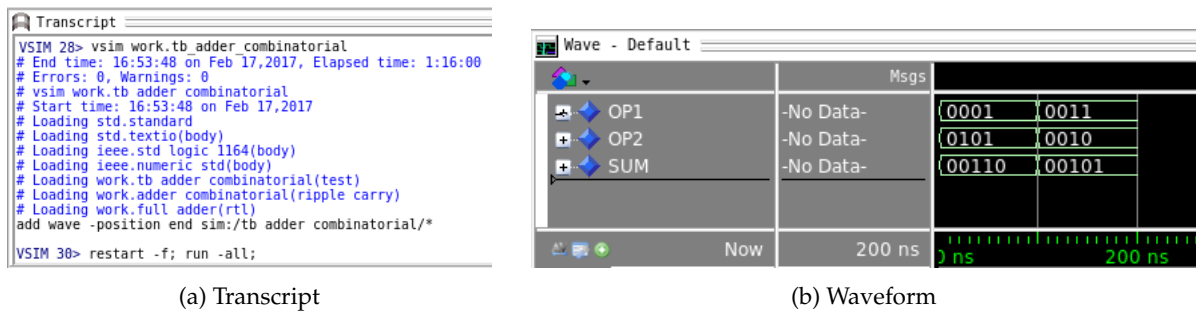 Transcript
VSIM 28> vsim work.tb_adder_combinatorial
# End time: 16:53:48 on Feb 17,2017, Elapsed time: 1:16:00
# Errors: 0, Warnings: 0
# vsim work.tb adder combinatorial
# Start time: 16:53:48 on Feb 17,2017
# Loading std.standard
# Loading std.textio(body)
# Loading ieee.std logic 1164(body)
# Loading ieee.numeric std(body)
# Loading work.tb adder combinatorial(test)
# Loading work.adder combinatorial(ripple carry)
# Loading work.full adder(rtl)
add wave -position end sim:/tb adder combinatorial/*
VSIM 30> restart -f; run -all;
(a) Transcript
Wave - Default
Msgs
OP1 -No Data- 0001 0011
OP2 -No Data- 0101 0010
SUM -No Data- 00110 00101
Now 200 ns 0 ns 200 ns
(b) Waveform